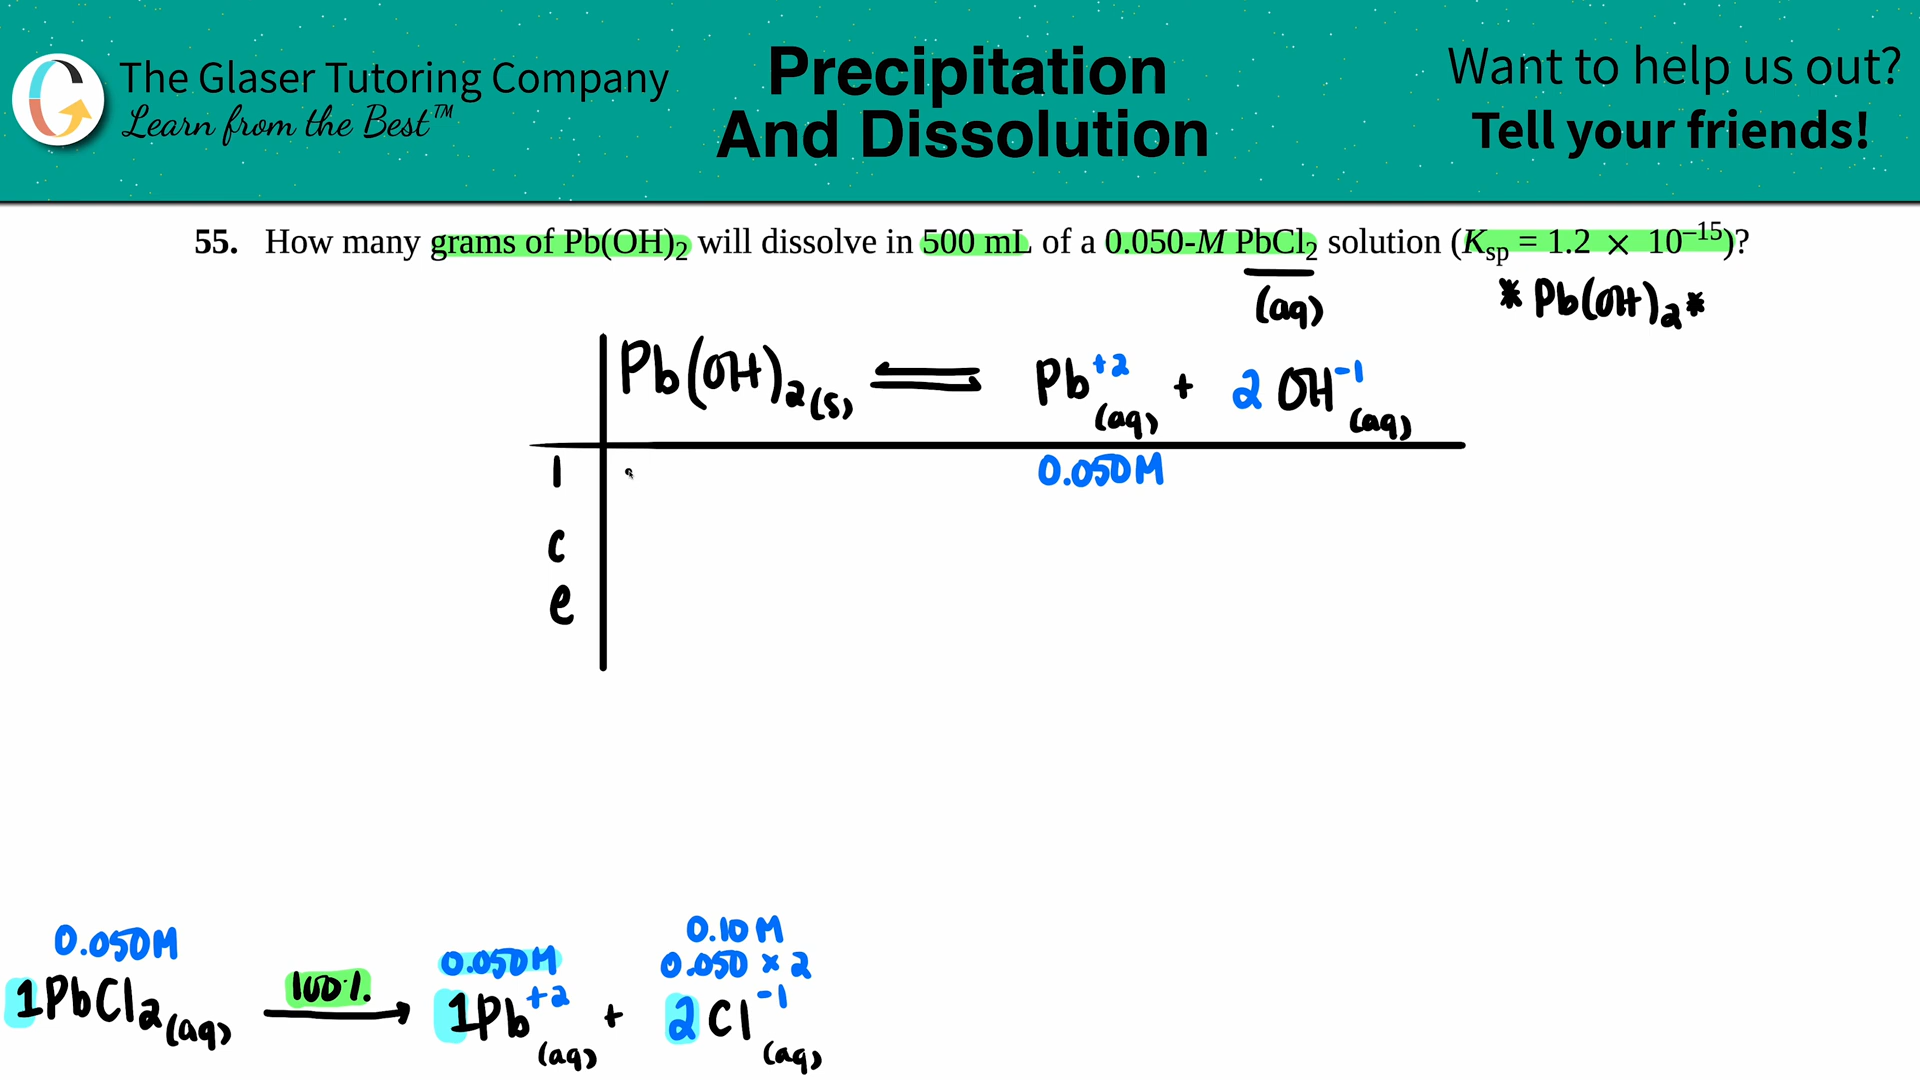 The Glaser Tutoring Company
Learn from the Best™
Precipitation
And Dissolution
Want to help us out?
Tell your friends!
55. How many grams of Pb(OH)₂ will dissolve in 500 mL of a 0.050-M PbCl₂ solution (Ksp = 1.2 × 10⁻¹⁵)?
(aq)
* Pb(OH)₂ *
Pb(OH)₂(s) ⇌ Pb⁺²(aq) + 2 OH⁻¹(aq)
I 0.050M
C
e
0.050M 0.050M 0.10 M
0.050 × 2
1PbCl₂(aq) 100% → 1Pb⁺²(aq) + 2Cl⁻¹(aq)